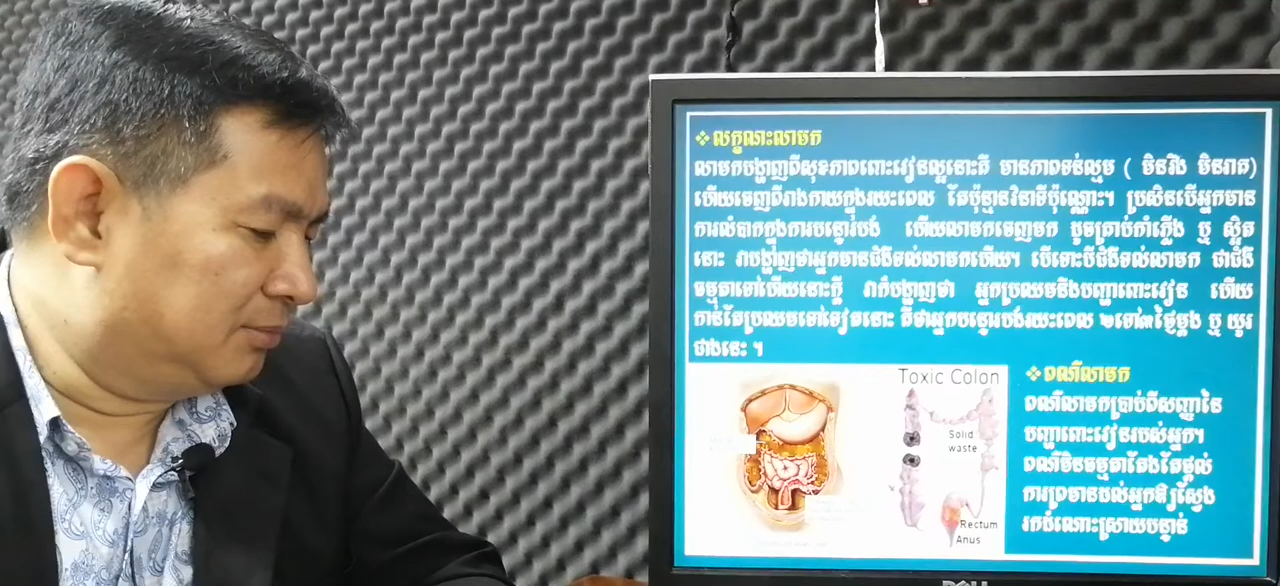 ❖ លក្ខណះលាមក
លាមកបង្ហាញពីសុខភាពពោះវៀនល្អនោះគឺ មានភាពទន់ល្មម ( មិនរឹង មិនរាគ)
ហើយចេញពីរាងកាយក្នុងរយះពេល តែប៉ុន្មានវិនាទីប៉ុណ្ណោះ។ ប្រសិនបើអ្នកមាន
ការលំបាកក្នុងការបន្ទោរបង់ ហើយលាមកចេញមក ដូចគ្រាប់កាំភ្លើង ឬ ស្អិត
នោះ វាបង្ហាញថាអ្នកមានជំងឺទល់លាមកហើយ។ បើទោះបីជំងឺទល់លាមក ជាជំងឺ
ធម្មតាទៅហើយនោះក្តី វាក៏បង្ហាញថា អ្នកប្រឈមនឹងបញ្ហាពោះវៀន ហើយ
កាន់តែប្រឈមទៅទៀតនោះ គឺថាអ្នកបន្ទោរបង់រយះពេល ២ទៅ៣ថ្ងៃម្តង ឬ យូរ
ជាងនេះ ។
Toxic Colon
Solid
waste
Rectum
Anus
❖ ពណ៌លាមក
ពណ៌លាមកប្រាប់ពីសញ្ញានៃ
បញ្ហាពោះវៀនរបស់អ្នក។
ពណ៌មិនធម្មតាតែងតែផ្តល់
ការព្រមានដល់អ្នកឱ្យស្វែង
រកដំណោះស្រាយបន្ទាន់
DELL